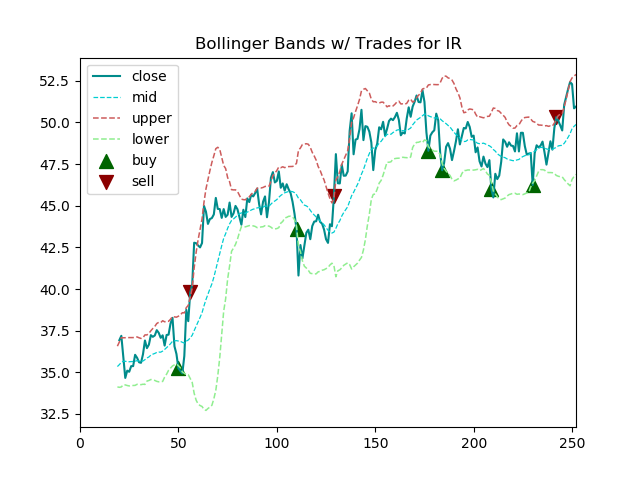 Bollinger Bands w/ Trades for IR
close
mid
upper
lower
buy
sell
52.5
50.0
47.5
45.0
42.5
40.0
37.5
35.0
32.5
0 50 100 150 200 250